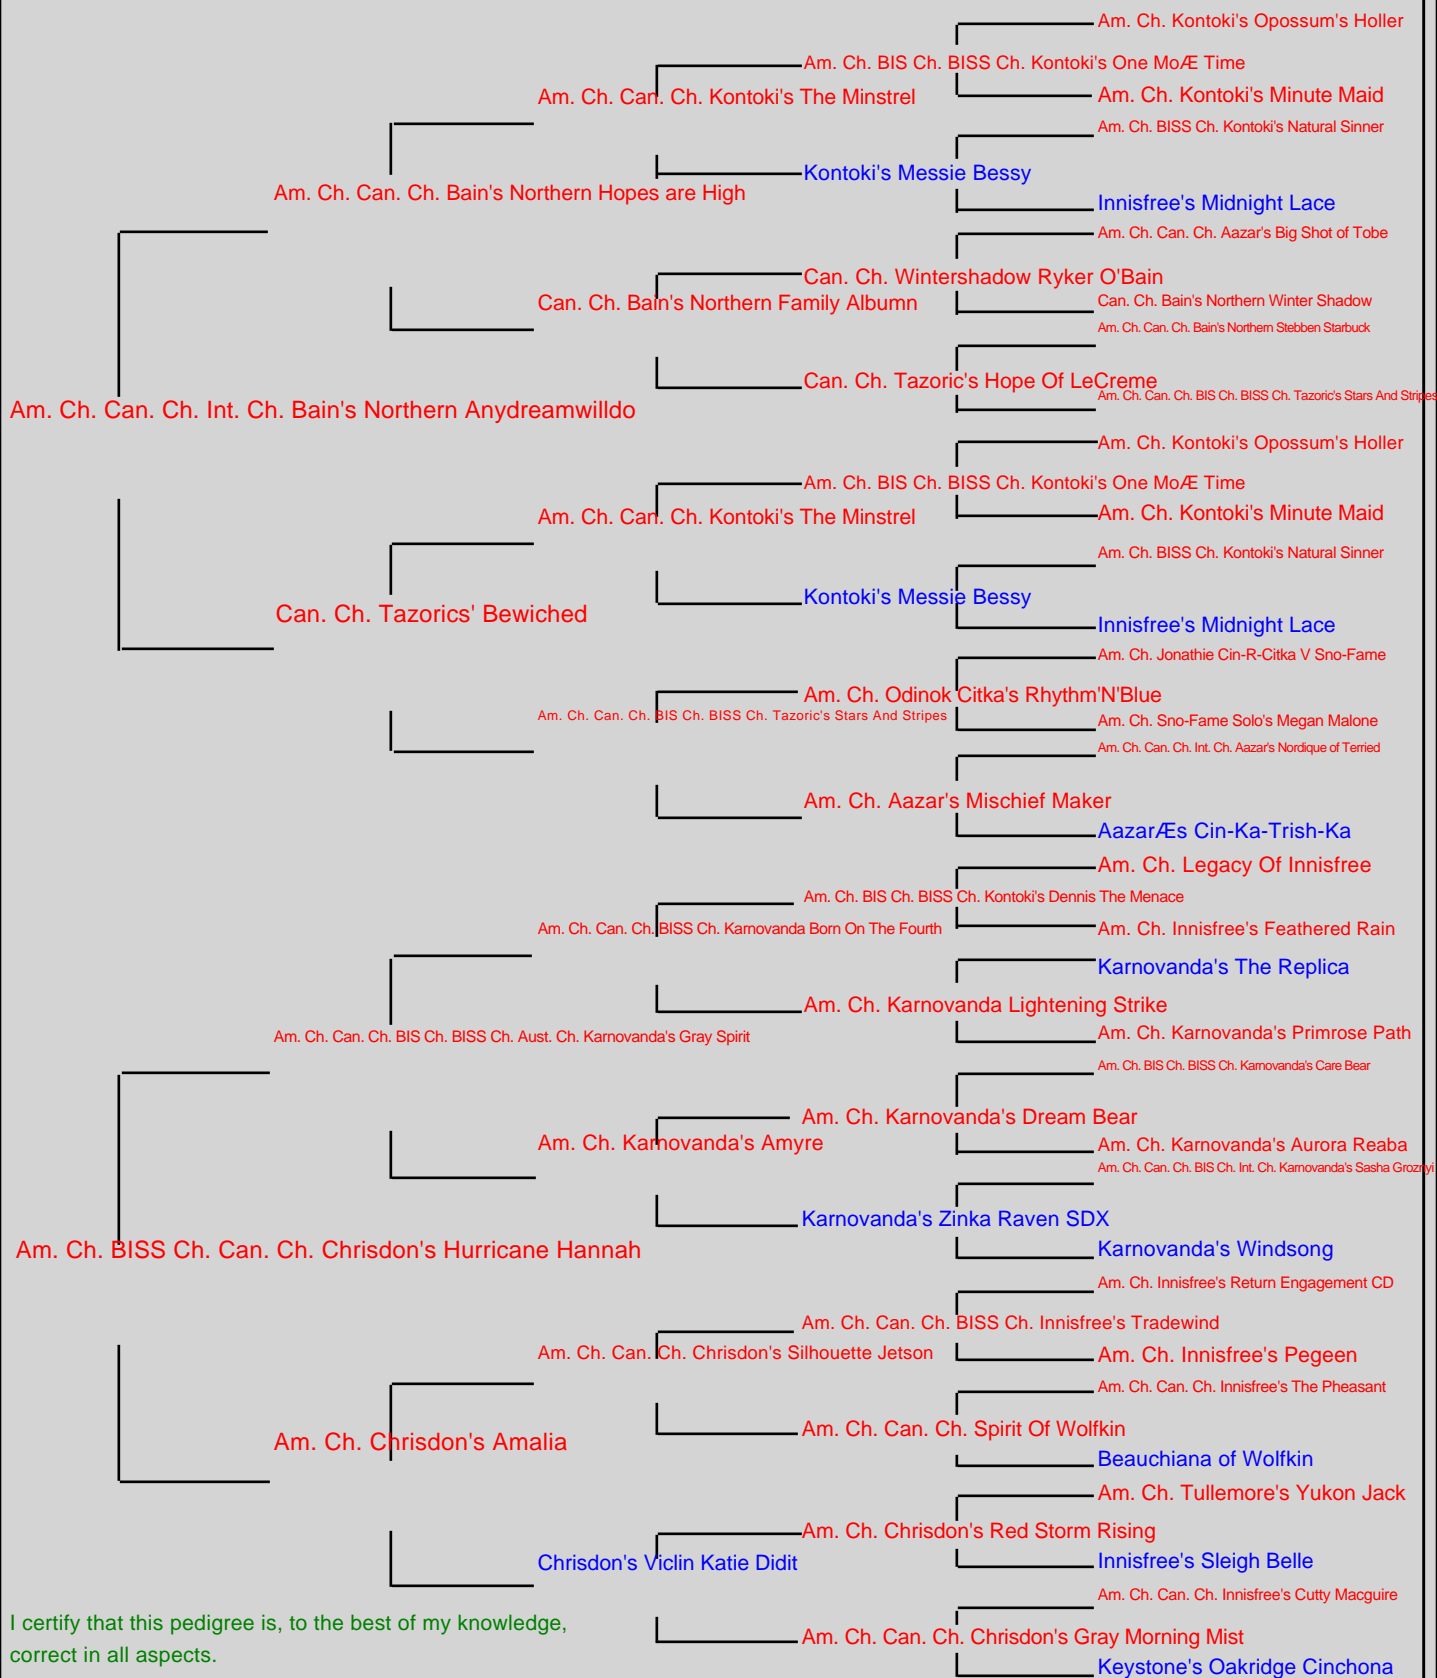 Am. Ch. Kontoki's Opossum's Holler
Am. Ch. BIS Ch. BISS Ch. Kontoki's One MoÆ Time
Am. Ch. Can. Ch. Kontoki's The Minstrel
Am. Ch. Kontoki's Minute Maid
Am. Ch. BISS Ch. Kontoki's Natural Sinner
Kontoki's Messie Bessy
Am. Ch. Can. Ch. Bain's Northern Hopes are High
Innisfree's Midnight Lace
Am. Ch. Can. Ch. Aazar's Big Shot of Tobe
Can. Ch. Wintershadow Ryker O'Bain
Can. Ch. Bain's Northern Family Albumn
Can. Ch. Bain's Northern Winter Shadow
Am. Ch. Can. Ch. Bain's Northern Stebben Starbuck
Can. Ch. Tazoric's Hope Of LeCreme
Am. Ch. Can. Ch. BIS Ch. BISS Ch. Tazoric's Stars And Stripes
Am. Ch. Can. Ch. Int. Ch. Bain's Northern Anydreamwilldo
Am. Ch. Kontoki's Opossum's Holler
Am. Ch. BIS Ch. BISS Ch. Kontoki's One MoÆ Time
Am. Ch. Can. Ch. Kontoki's The Minstrel
Am. Ch. Kontoki's Minute Maid
Am. Ch. BISS Ch. Kontoki's Natural Sinner
Kontoki's Messie Bessy
Can. Ch. Tazorics' Bewiched
Innisfree's Midnight Lace
Am. Ch. Jonathie Cin-R-Citka V Sno-Fame
Am. Ch. Odinok Citka's Rhythm'N'Blue
Am. Ch. Can. Ch. BIS Ch. BISS Ch. Tazoric's Stars And Stripes
Am. Ch. Sno-Fame Solo's Megan Malone
Am. Ch. Can. Ch. Int. Ch. Aazar's Nordique of Terried
Am. Ch. Aazar's Mischief Maker
AazarÆs Cin-Ka-Trish-Ka
Am. Ch. Legacy Of Innisfree
Am. Ch. BIS Ch. BISS Ch. Kontoki's Dennis The Menace
Am. Ch. Can. Ch. BISS Ch. Karnovanda Born On The Fourth
Am. Ch. Innisfree's Feathered Rain
Karnovanda's The Replica
Am. Ch. Karnovanda Lightening Strike
Am. Ch. Can. Ch. BIS Ch. BISS Ch. Aust. Ch. Karnovanda's Gray Spirit
Am. Ch. Karnovanda's Primrose Path
Am. Ch. BIS Ch. BISS Ch. Karnovanda's Care Bear
Am. Ch. Karnovanda's Dream Bear
Am. Ch. Karnovanda's Amyre
Am. Ch. Karnovanda's Aurora Reaba
Am. Ch. Can. Ch. BIS Ch. Int. Ch. Karnovanda's Sasha Groznyi
Karnovanda's Zinka Raven SDX
Am. Ch. BISS Ch. Can. Ch. Chrisdon's Hurricane Hannah
Karnovanda's Windsong
Am. Ch. Innisfree's Return Engagement CD
Am. Ch. Can. Ch. BISS Ch. Innisfree's Tradewind
Am. Ch. Can. Ch. Chrisdon's Silhouette Jetson
Am. Ch. Innisfree's Pegeen
Am. Ch. Can. Ch. Innisfree's The Pheasant
Am. Ch. Can. Ch. Spirit Of Wolfkin
Am. Ch. Chrisdon's Amalia
Beauchiana of Wolfkin
Am. Ch. Tullemore's Yukon Jack
Am. Ch. Chrisdon's Red Storm Rising
Chrisdon's Viclin Katie Didit
Innisfree's Sleigh Belle
Am. Ch. Can. Ch. Innisfree's Cutty Macguire
Am. Ch. Can. Ch. Chrisdon's Gray Morning Mist
Keystone's Oakridge Cinchona
I certify that this pedigree is, to the best of my knowledge,
correct in all aspects.